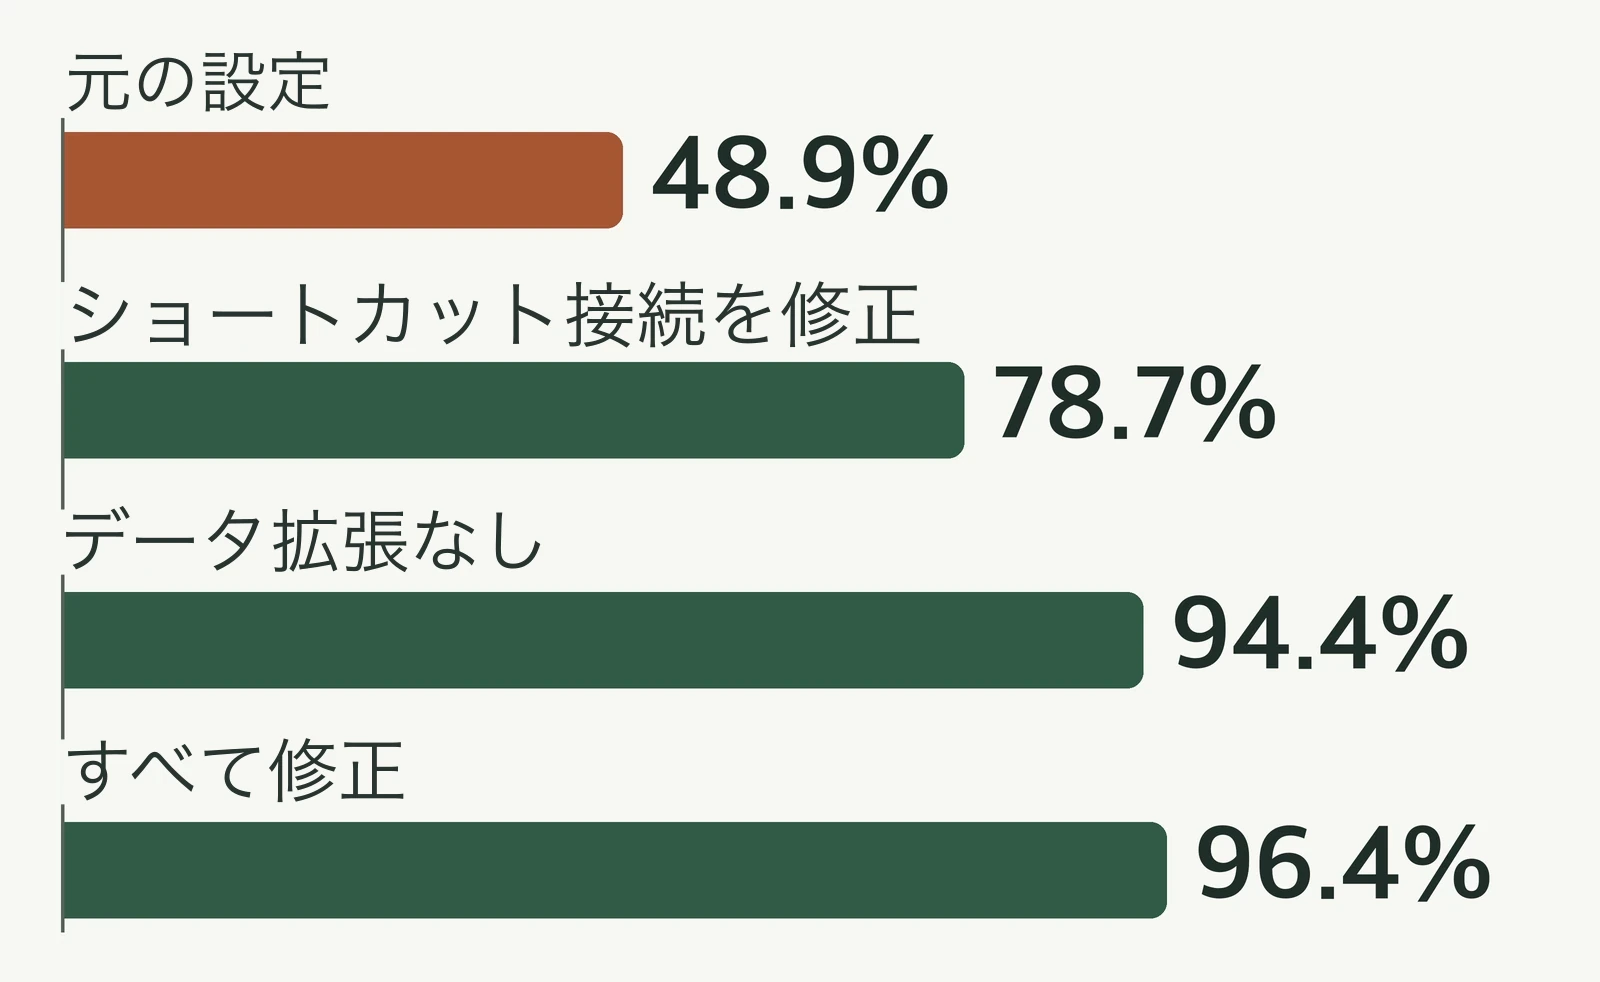 元の設定
48.9%
ショートカット接続を修正
78.7%
データ拡張なし
94.4%
すべて修正
96.4%